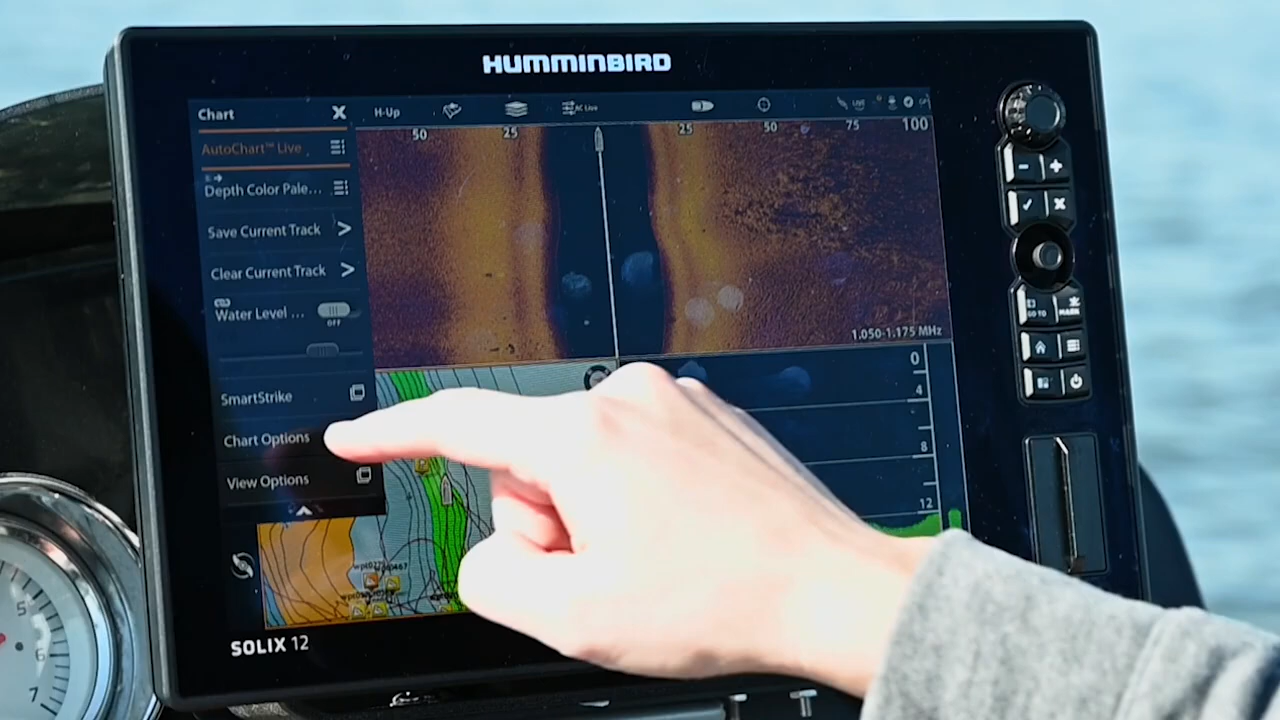 HUMMINBIRD
Chart
H-Up
AC Live
AutoChart™ Live
Depth Color Pale...
Save Current Track
Clear Current Track
Water Level ...
OFF
SmartStrike
Chart Options
View Options
50 25 25 50 75 100
1.050-1.175 MHz
0
4
8
12
GO TO
MARK
SOLIX 12
5
6
7